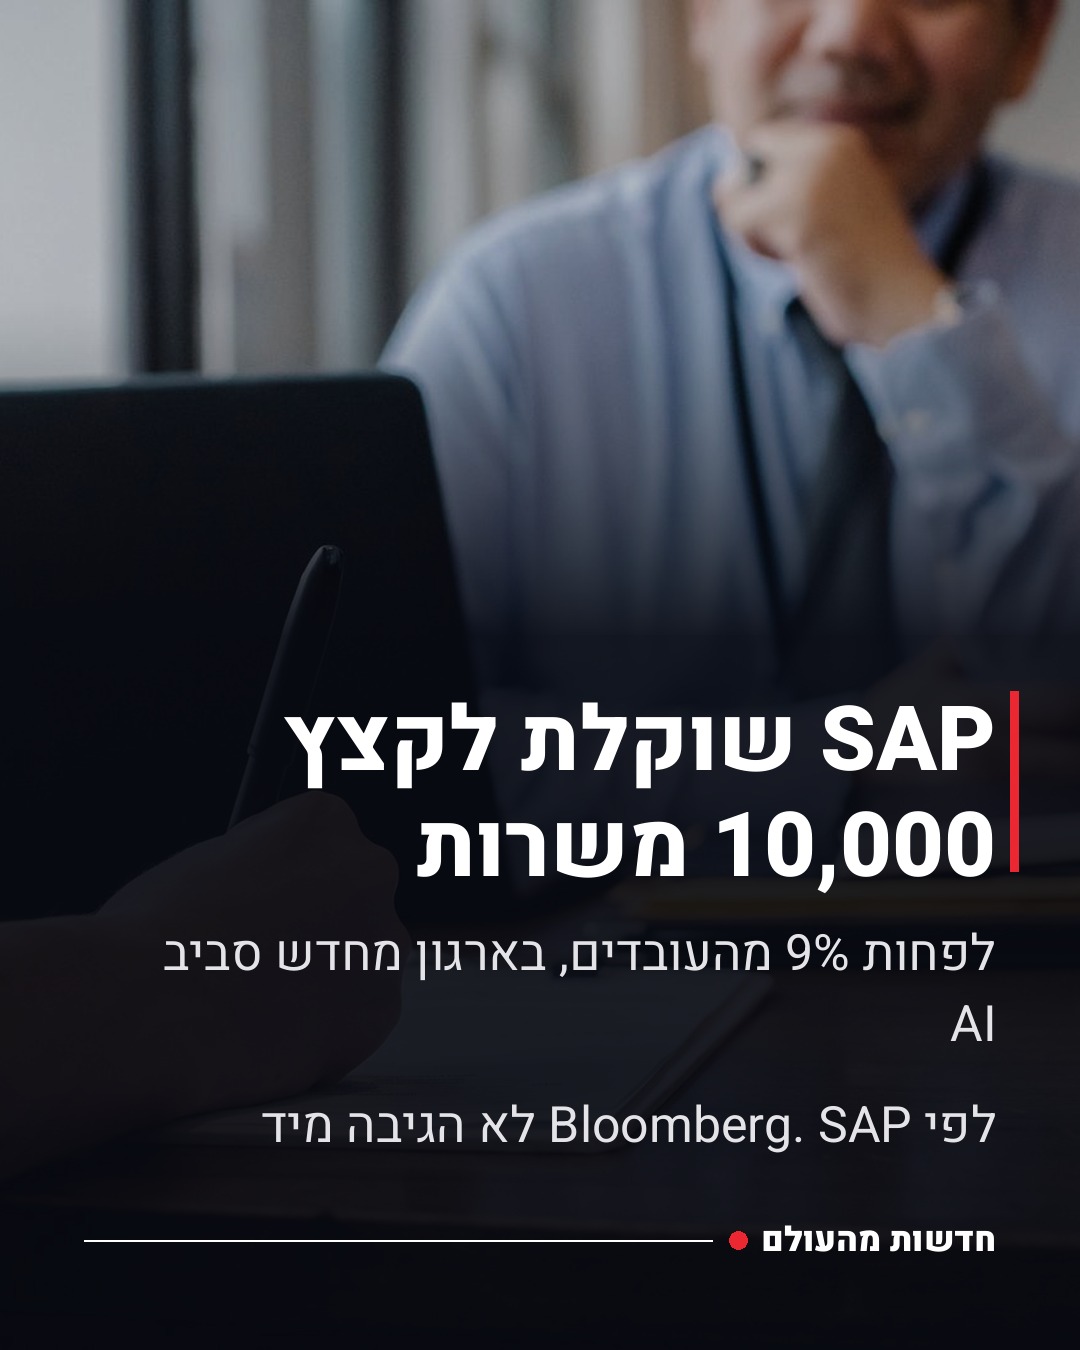 SAP שוקלת לקצץ
10,000 משרות
לפחות 9% מהעובדים, בארגון מחדש סביב
AI
לפי Bloomberg. SAP לא הגיבה מיד
חדשות מהעולם